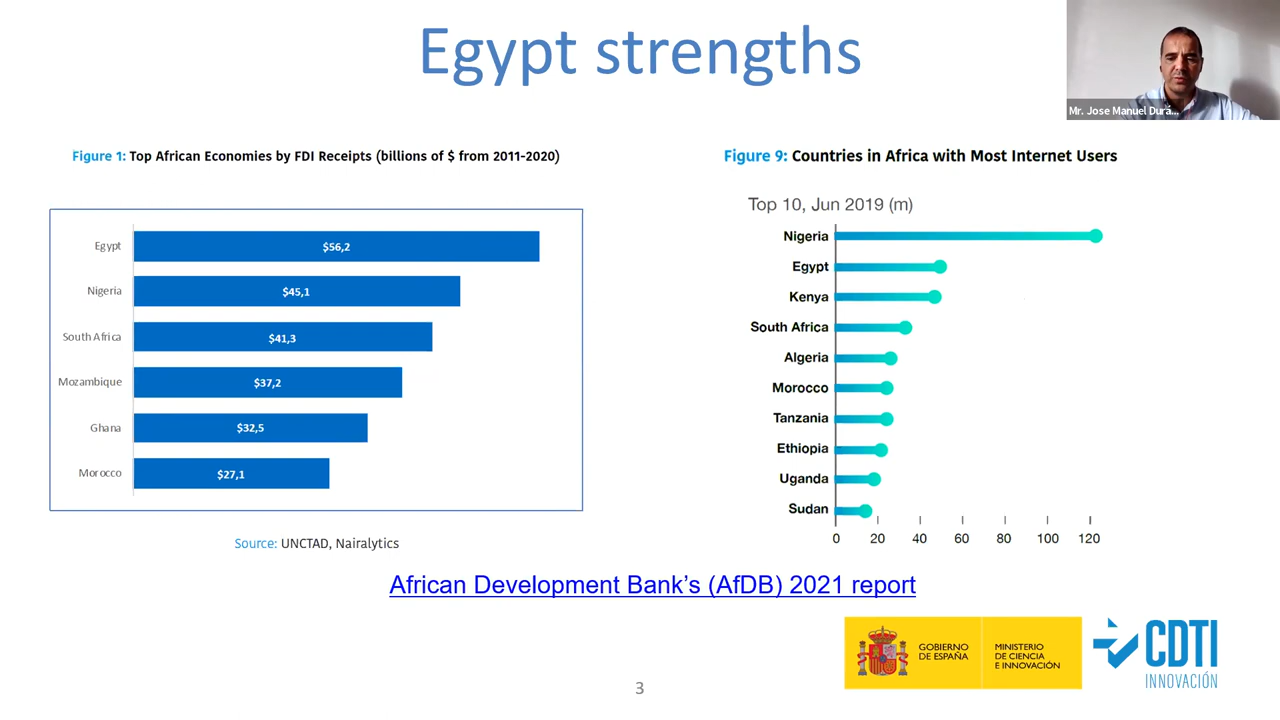 Egypt strengths
Mr. Jose Manuel Durá...
Figure 1: Top African Economies by FDI Receipts (billions of $ from 2011-2020)
Egypt
$56,2
Nigeria
$45,1
South Africa
$41,3
Mozambique
$37,2
Ghana
$32,5
Morocco
$27,1
Source: UNCTAD, Nairalytics
Figure 9: Countries in Africa with Most Internet Users
Top 10, Jun 2019 (m)
Nigeria
Egypt
Kenya
South Africa
Algeria
Morocco
Tanzania
Ethiopia
Uganda
Sudan
0 20 40 60 80 100 120
African Development Bank’s (AfDB) 2021 report
GOBIERNO
DE ESPAÑA
MINISTERIO
DE CIENCIA
E INNOVACIÓN
CDTI
INNOVACIÓN
3